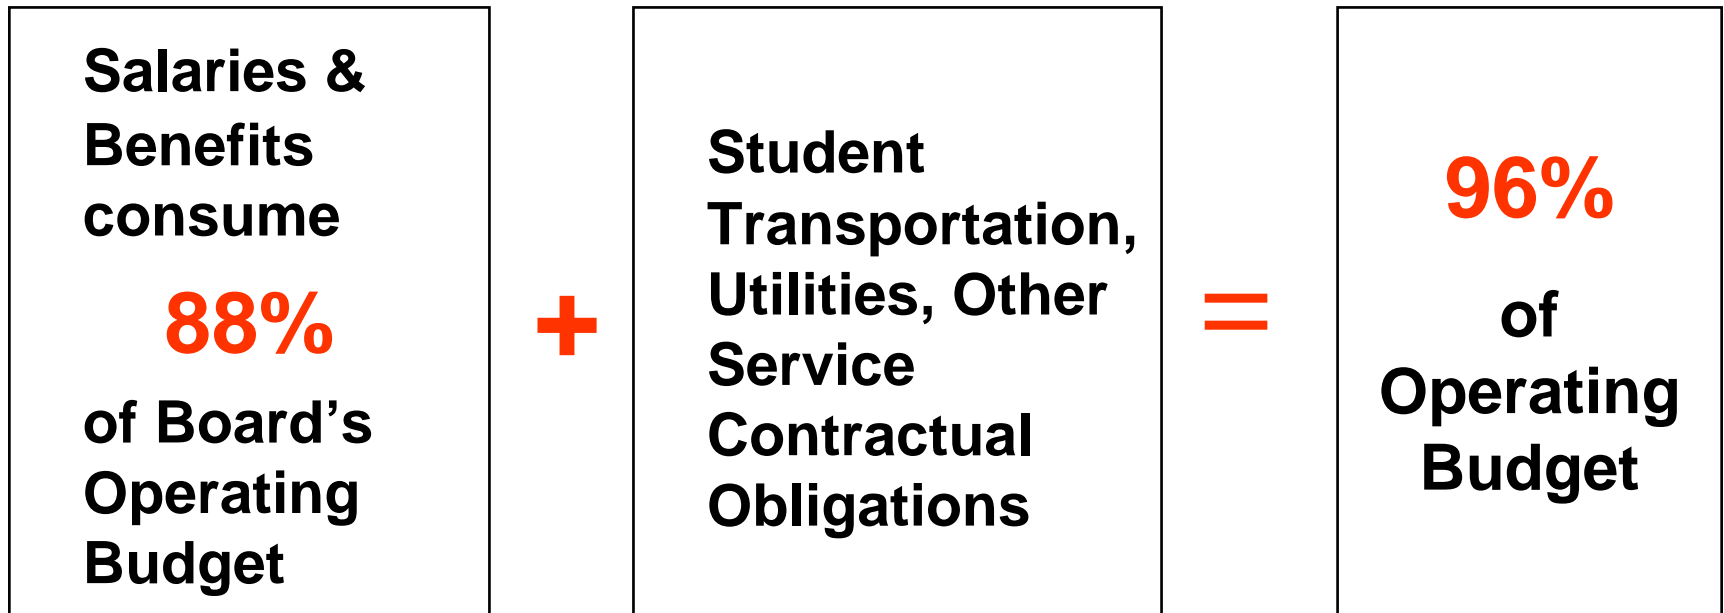 Salaries &
Benefits
consume
88%
of Board’s
Operating
Budget
+
Student
Transportation,
Utilities, Other
Service
Contractual
Obligations
=
96%
of
Operating
Budget